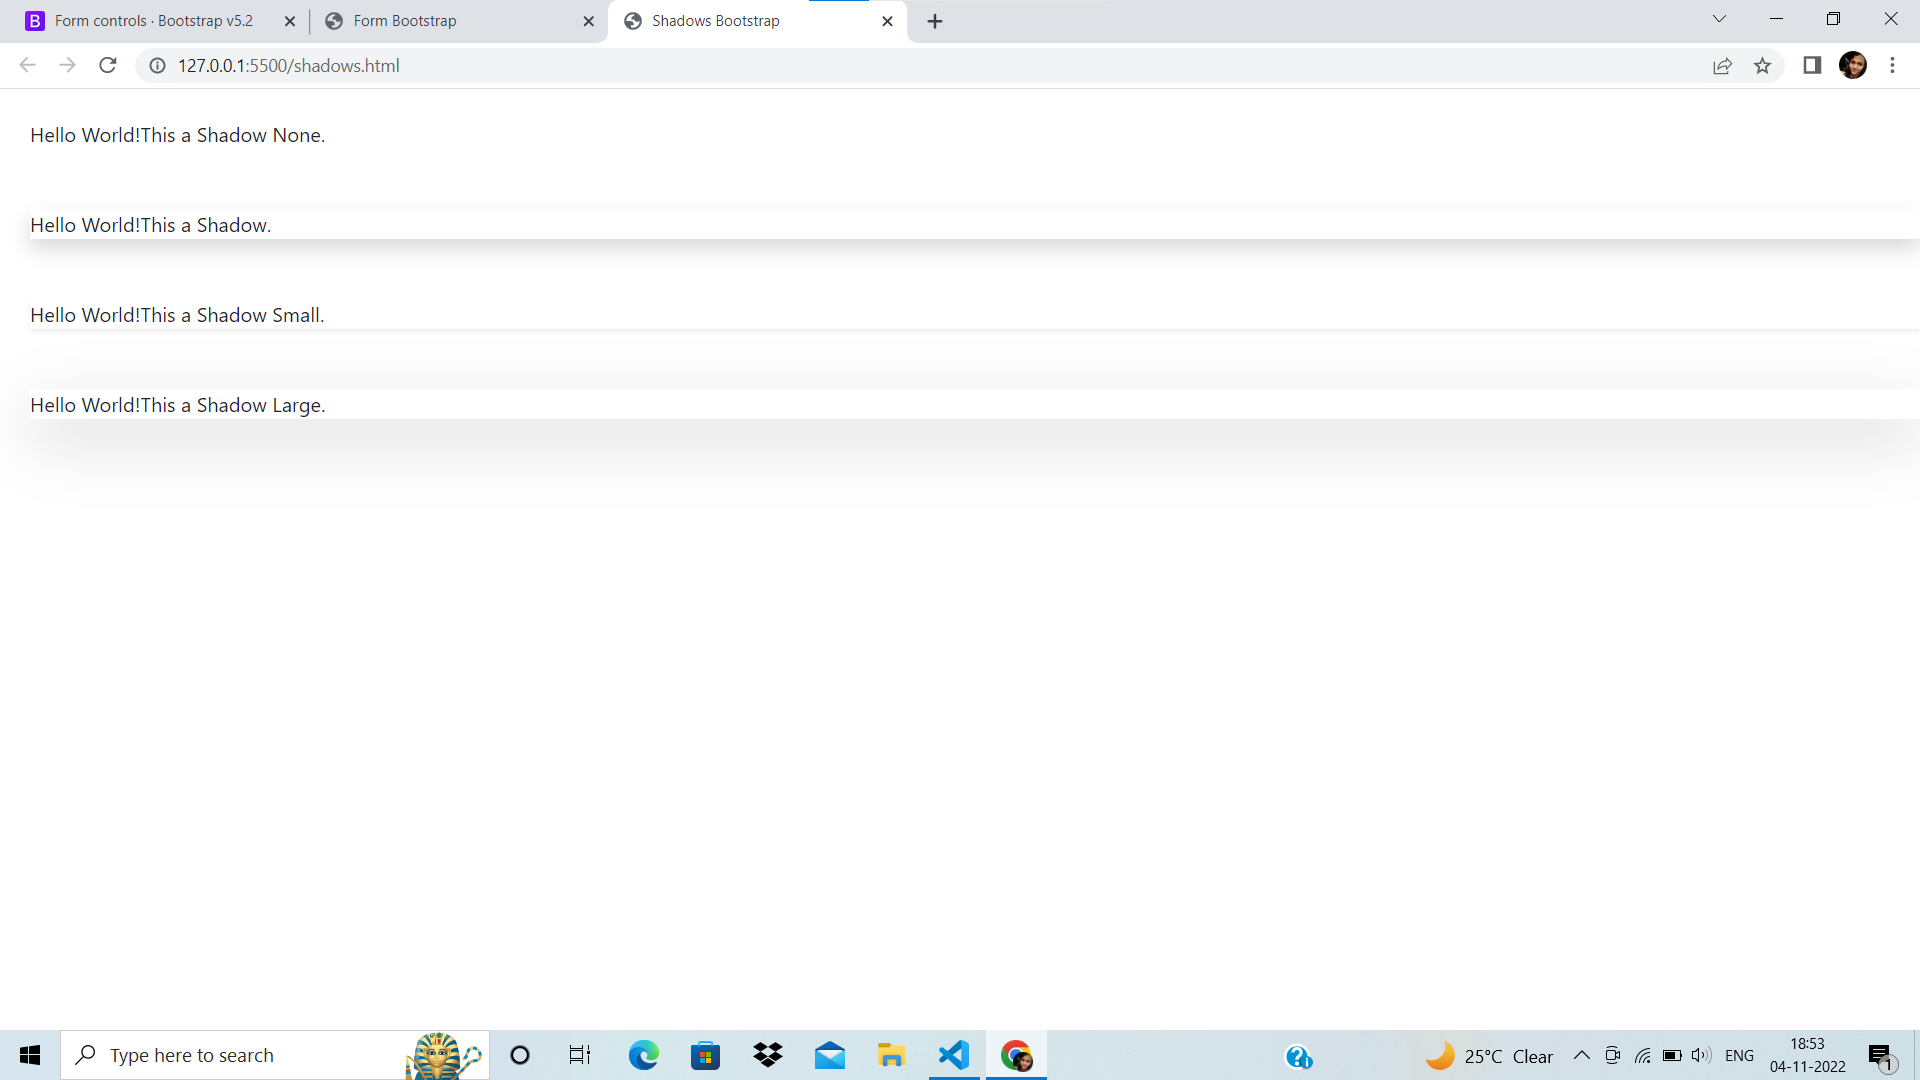 B Form controls · Bootstrap v5.2
Form Bootstrap
Shadows Bootstrap
127.0.0.1:5500/shadows.html
Hello World!This a Shadow None.
Hello World!This a Shadow.
Hello World!This a Shadow Small.
Hello World!This a Shadow Large.
Type here to search
25°C Clear
ENG
18:53
04-11-2022
1